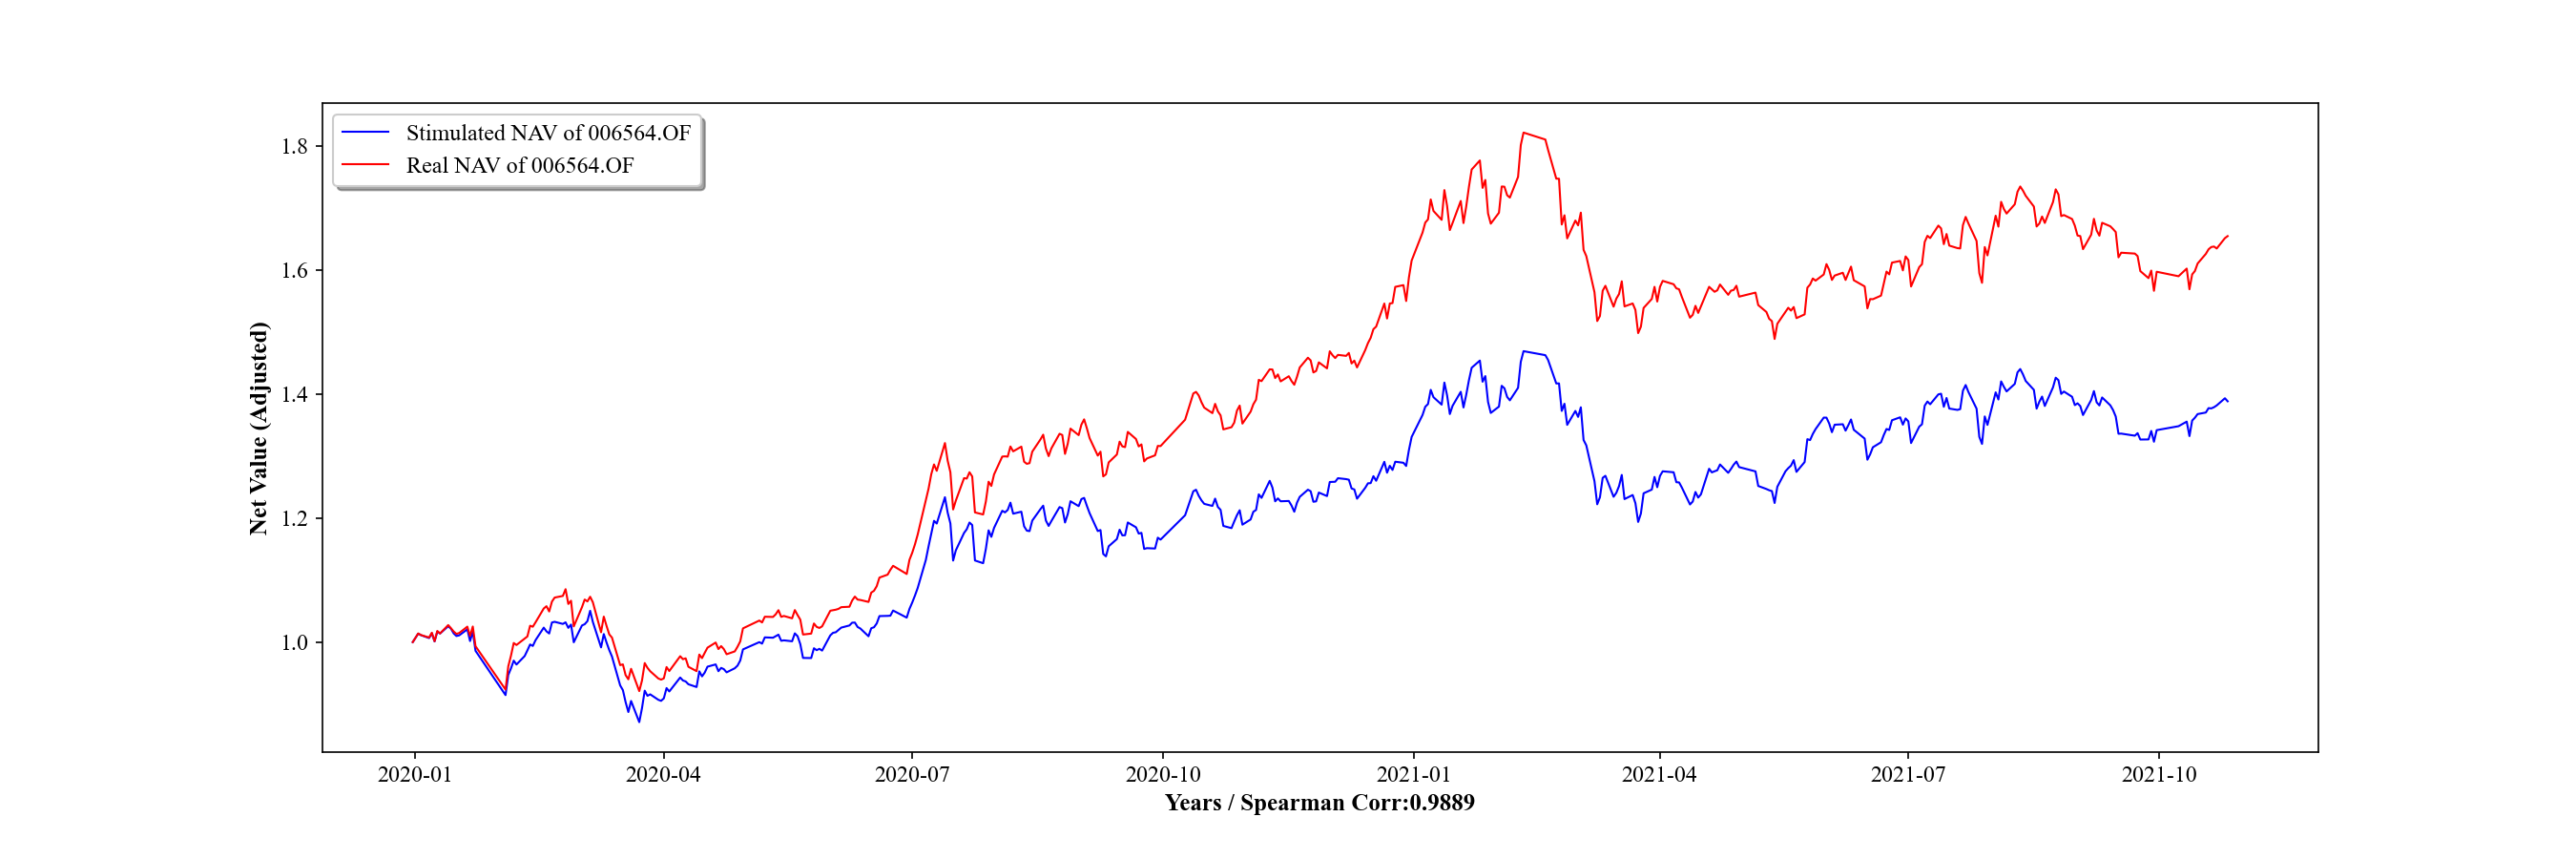 Stimulated NAV of 006564.OF
Real NAV of 006564.OF
1.8
1.6
1.4
1.2
1.0
Net Value (Adjusted)
2020-01 2020-04 2020-07 2020-10 2021-01 2021-04 2021-07 2021-10
Years / Spearman Corr:0.9889